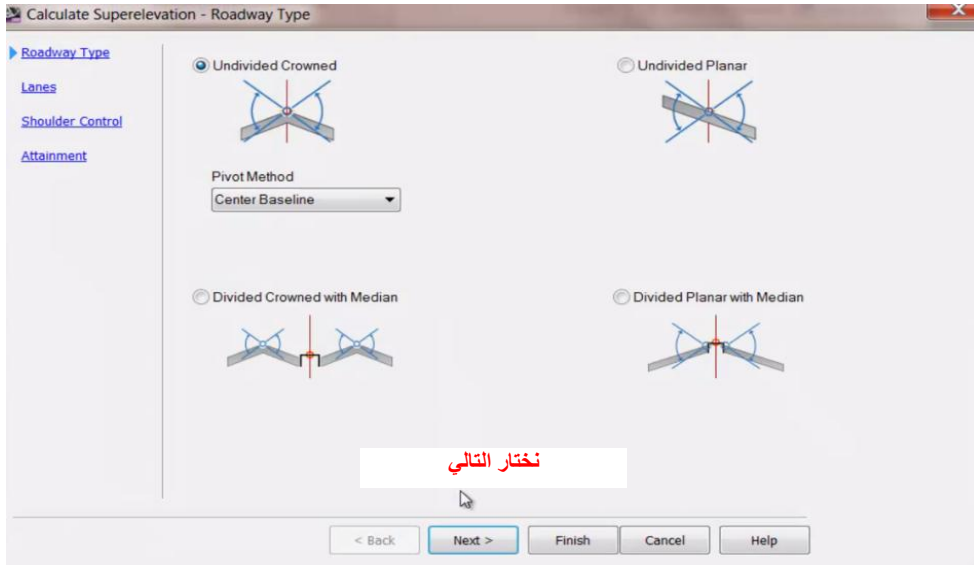 Calculate Superelevation - Roadway Type
Roadway Type
Lanes
Shoulder Control
Attainment
Undivided Crowned
Undivided Planar
Pivot Method
Center Baseline
Divided Crowned with Median
Divided Planar with Median
نختار التالي
< Back
Next >
Finish
Cancel
Help